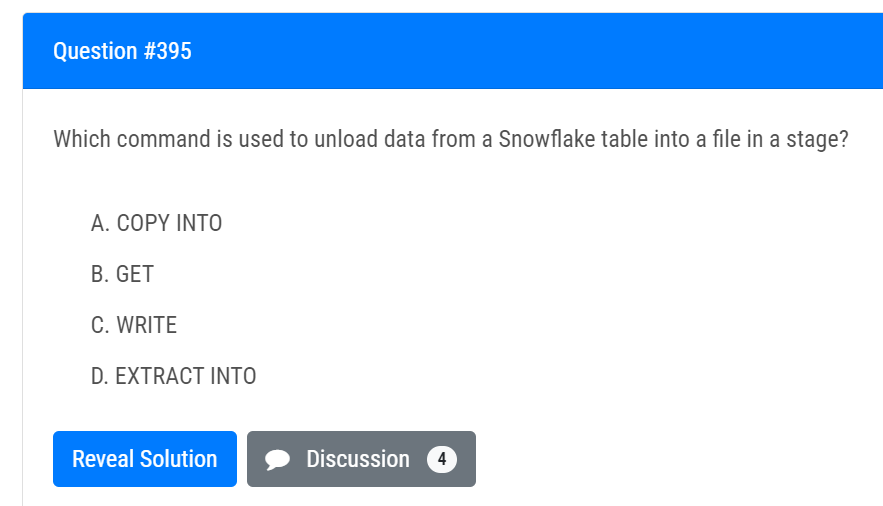 Question #395
Which command is used to unload data from a Snowflake table into a file in a stage?
A. COPY INTO
B. GET
C. WRITE
D. EXTRACT INTO
Reveal Solution
Discussion 4